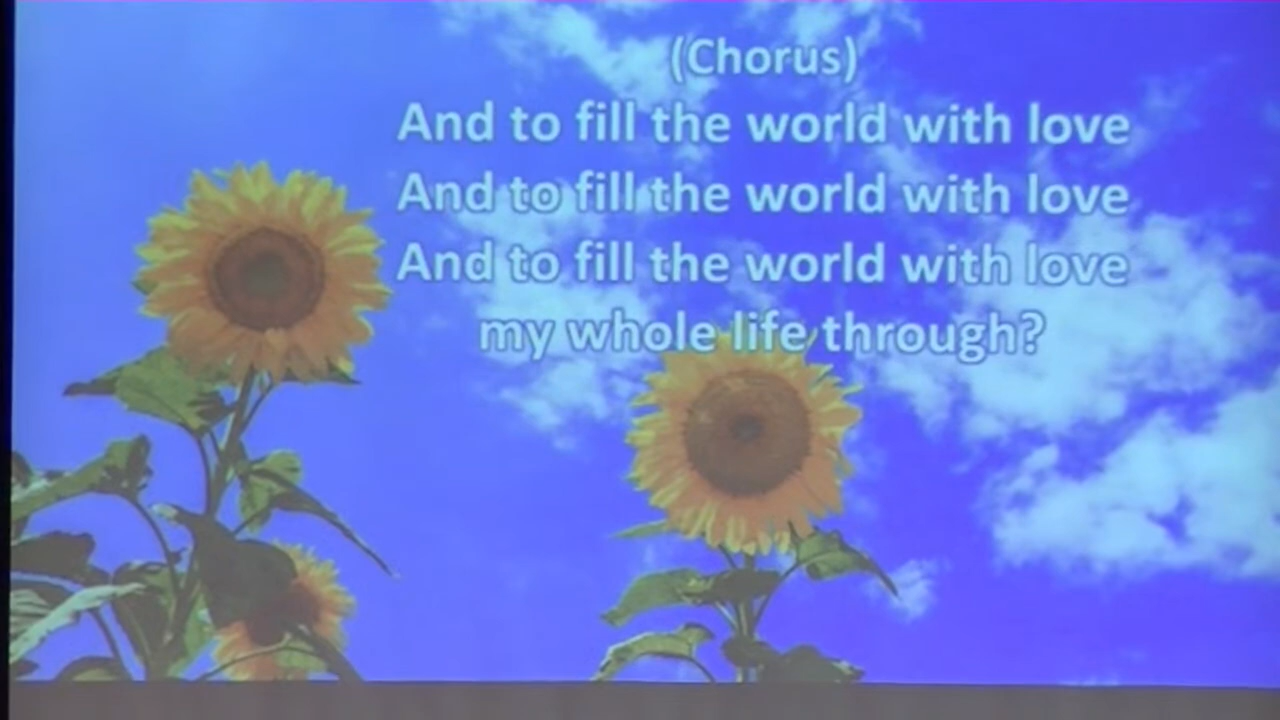 (Chorus)
And to fill the world with love
And to fill the world with love
And to fill the world with love
my whole life through?